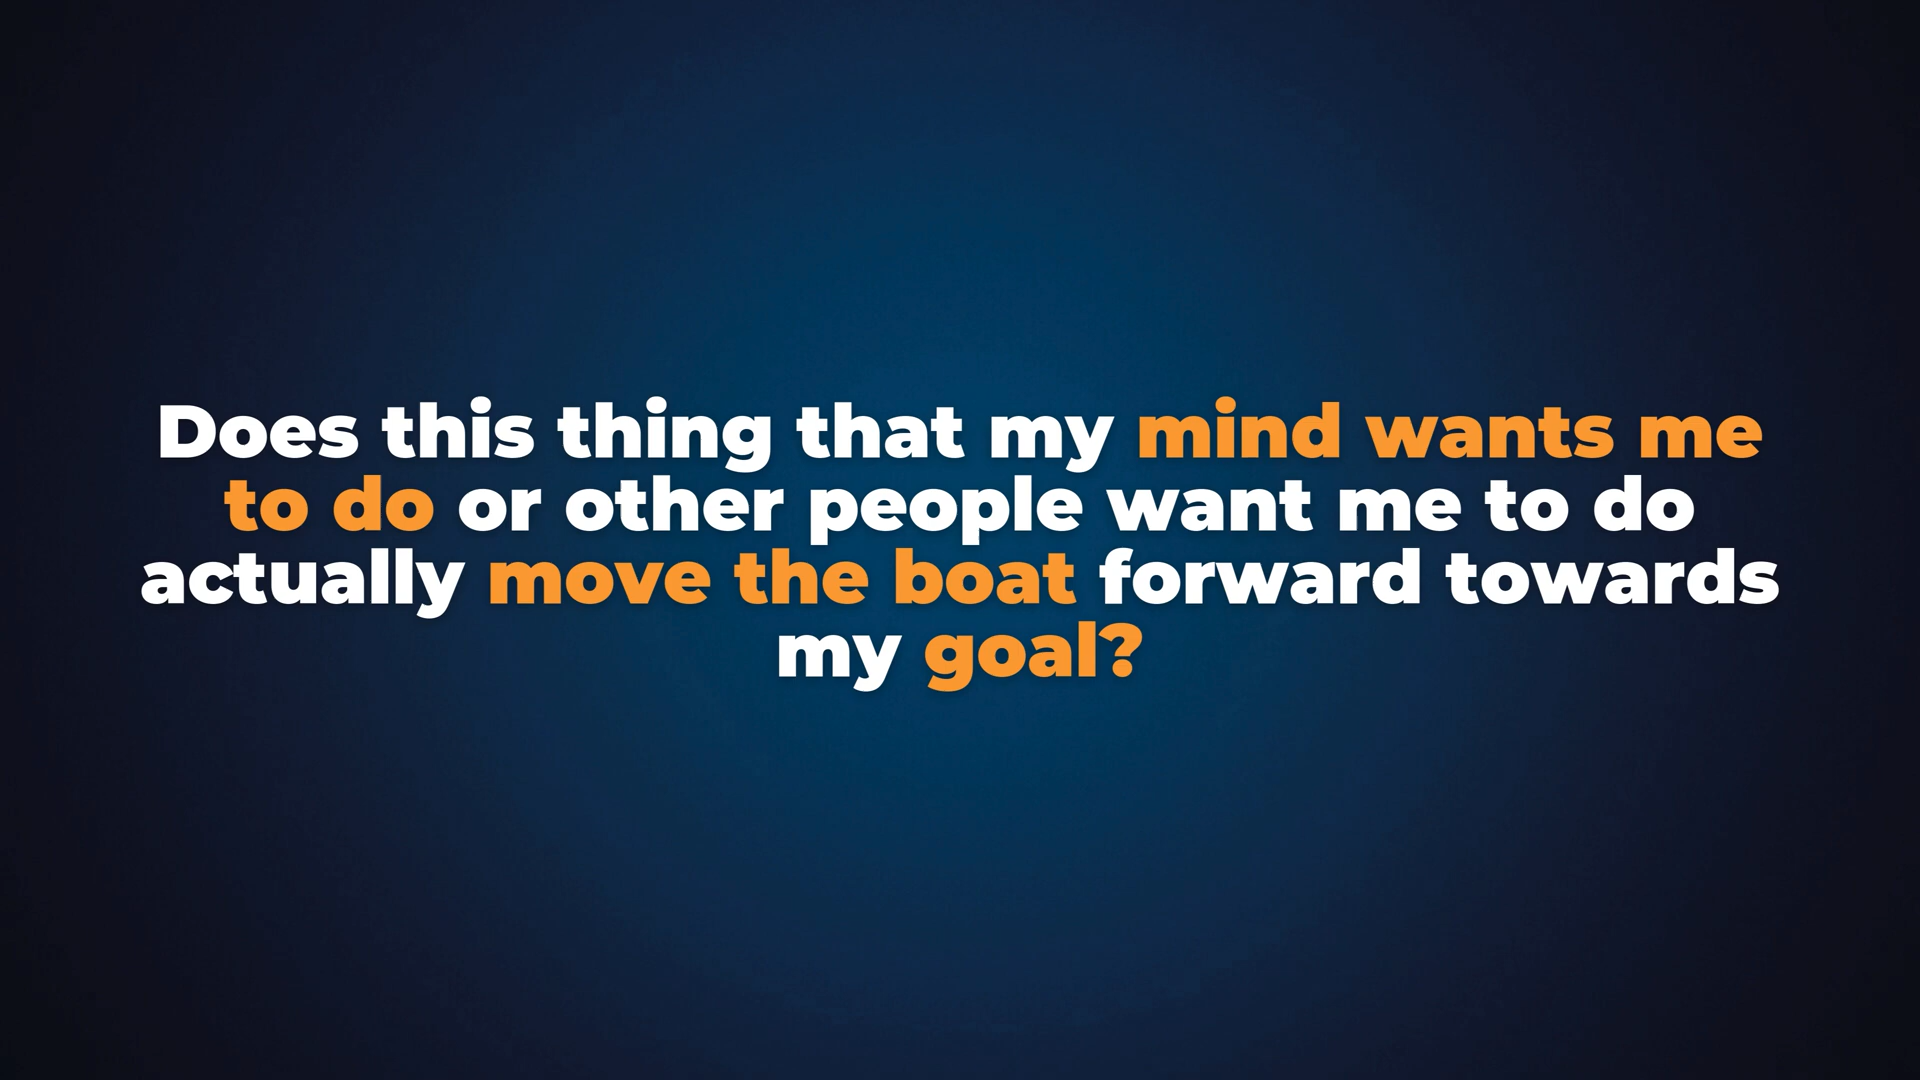 Does this thing that my mind wants me
to do or other people want me to do
actually move the boat forward towards
my goal?